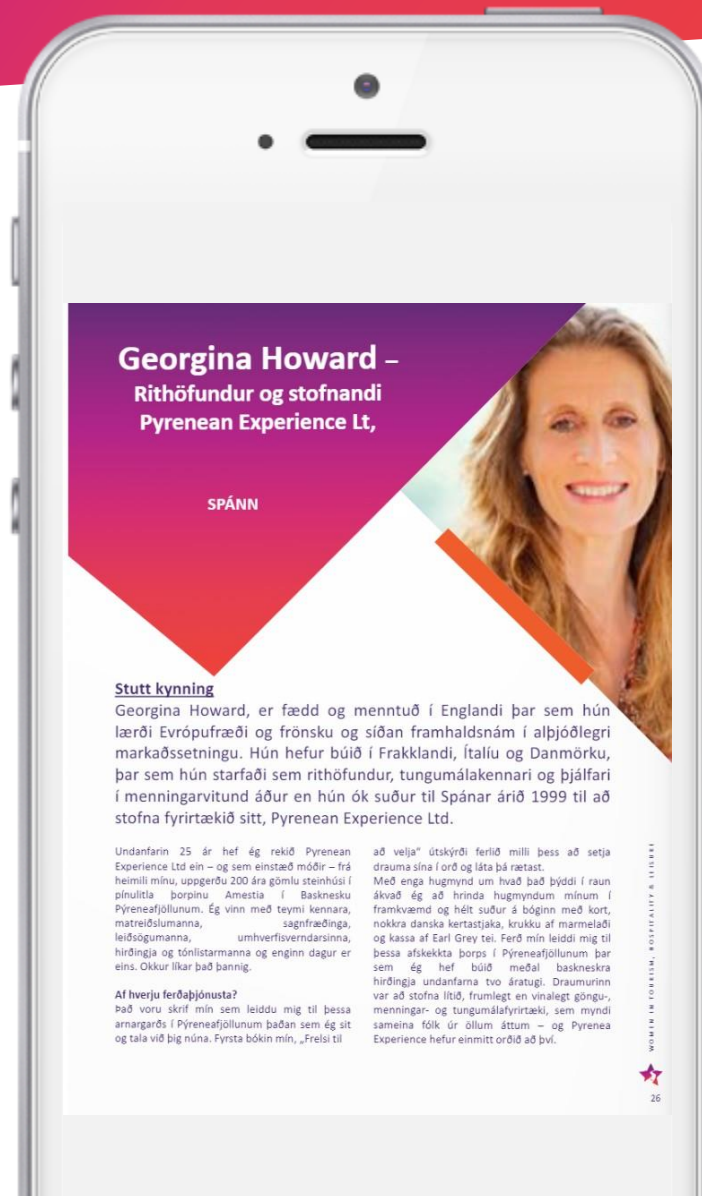 Georgina Howard –
Rithöfundur og stofnandi
Pyrenean Experience Lt,
SPÁNN
Stutt kynning
Georgina Howard, er fædd og menntuð í Englandi þar sem hún
lærði Evrópufræði og frönsku og síðan framhaldsnám í alþjóðlegri
markaðssetningu. Hún hefur búið í Frakklandi, Ítalíu og Danmörku,
þar sem hún starfaði sem rithöfundur, tungumálakennari og þjálfari
í menningarvitund áður en hún ók suður til Spánar árið 1999 til að
stofna fyrirtækið sitt, Pyrenean Experience Ltd.
Undanfarin 25 ár hef ég rekið Pyrenean
Experience Ltd ein – og sem einstæð móðir – frá
heimili mínu, uppgerðu 200 ára gömlu steinhúsi í
pínulitla þorpinu Amestia í Basknesku
Pýreneafjöllunum. Ég vinn með teymi kennara,
matreiðslumanna, sagnfræðinga,
leiðsögumanna, umhverfisverndarsinna,
hirðingja og tónlistarmanna og enginn dagur er
eins. Okkur líkar það þannig.
Af hverju ferðaþjónusta?
Það voru skrif mín sem leiddu mig til þessa
arnargarðs í Pýreneafjöllunum þaðan sem ég sit
og tala við þig núna. Fyrsta bókin mín, „Frelsi til
að velja“ útskýrði ferlið milli þess að setja
drauma sína í orð og láta þá rætast.
Með enga hugmynd um hvað það þýddi í raun
ákvað ég að hrinda hugmyndum mínum í
framkvæmd og hélt suður á bóginn með kort,
nokkra danska kertastjaka, krukku af marmelaði
og kassa af Earl Grey tei. Ferð mín leiddi mig til
þessa afskekkta þorps í Pýreneafjöllunum þar
sem ég hef búið meðal baskneskra
hirðingja undanfarna tvo áratugi. Draumurinn
var að stofna lítið, frumlegt en vinalegt göngu-,
menningar- og tungumálafyrirtæki, sem myndi
sameina fólk úr öllum áttum – og Pyrenea
Experience hefur einmitt orðið að því.
WOMEN IN TOURISM, HOSPITALITY & LEISURE
26